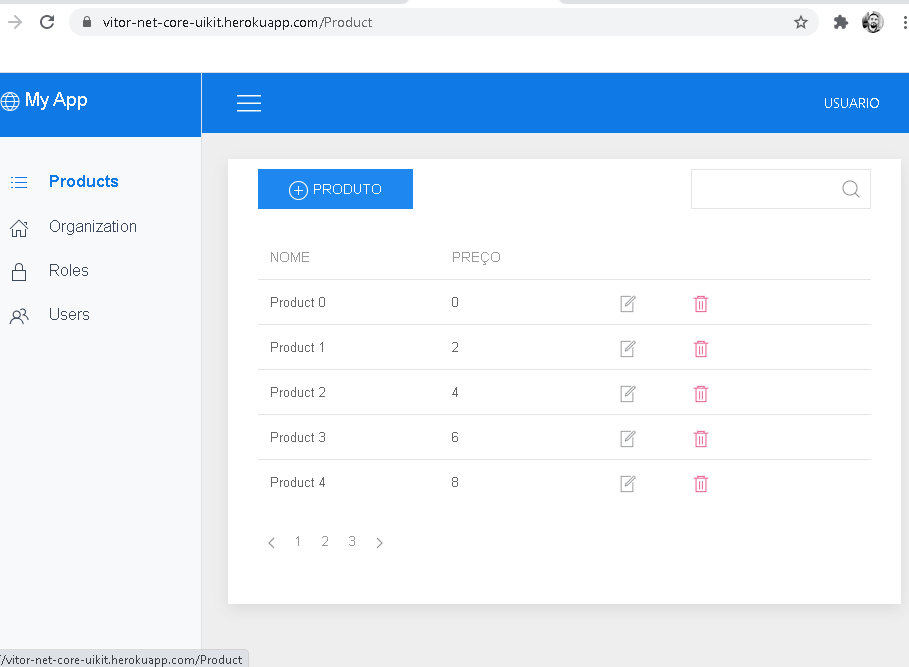 vitor-net-core-uikit.herokuapp.com/Product
My App
USUARIO
Products
Organization
Roles
Users
PRODUTO
NOME PREÇO
Product 0 0
Product 1 2
Product 2 4
Product 3 6
Product 4 8
1 2 3
/vitor-net-core-uikit.herokuapp.com/Product